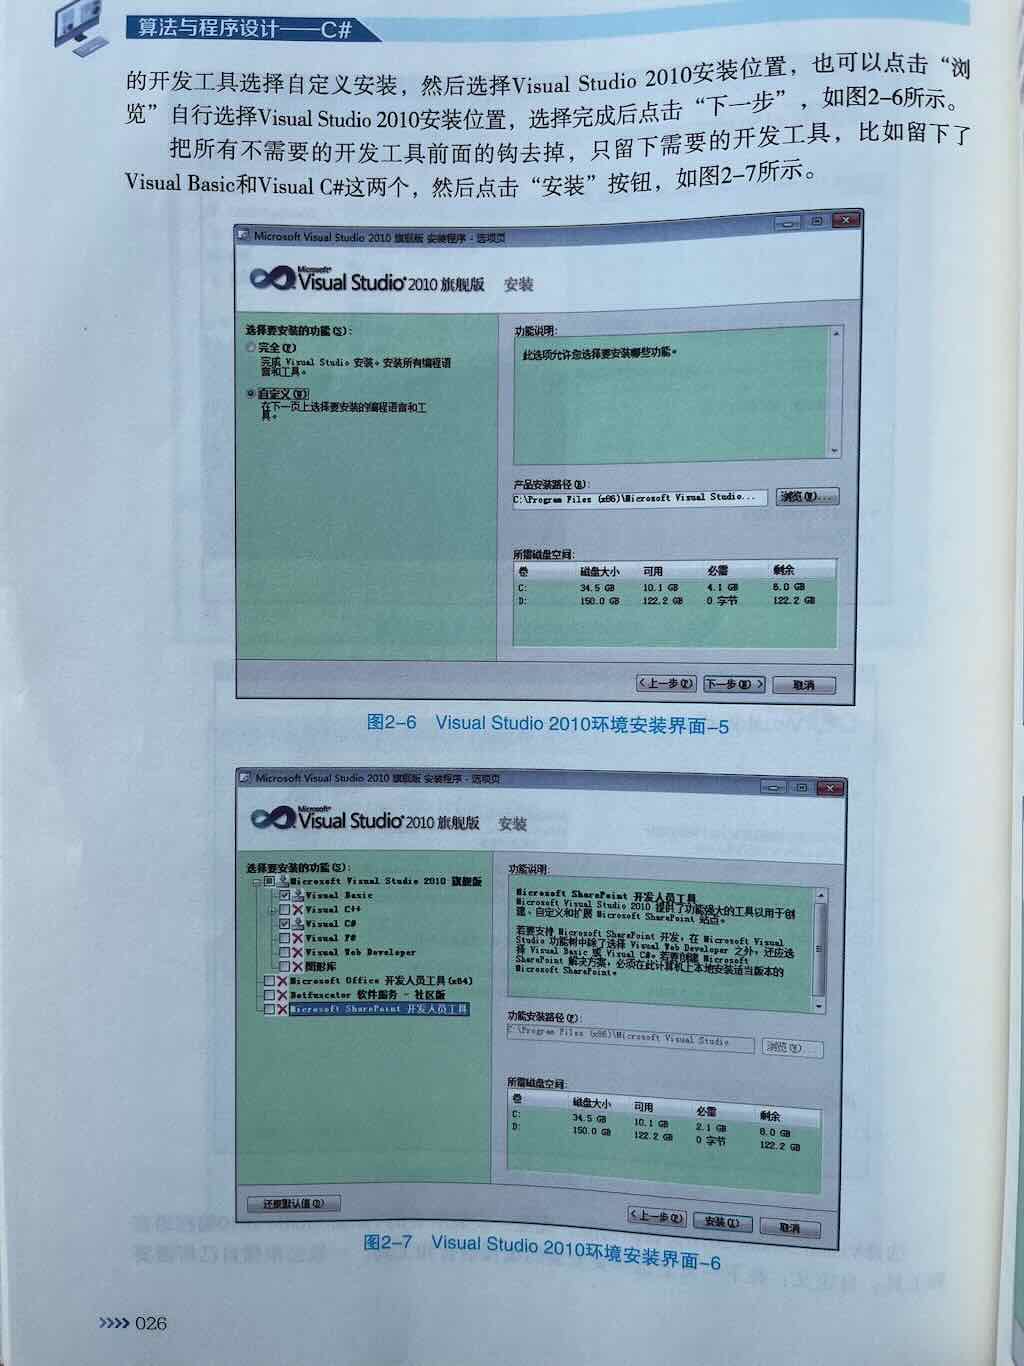 算法与程序设计——C#
的开发工具选择自定义安装，然后选择Visual Studio 2010安装位置，也可以点击“浏
览”自行选择Visual Studio 2010安装位置，选择完成后点击“下一步”，如图2-6所示。
把所有不需要的开发工具前面的钩去掉，只留下需要的开发工具，比如留下了
Visual Basic和Visual C#这两个，然后点击“安装”按钮，如图2-7所示。
Microsoft Visual Studio 2010 旗舰版 安装程序 - 选项页
Microsoft
Visual Studio 2010 旗舰版 安装
选择要安装的功能(S):
完全(F)
完成 Visual Studio 安装。安装所有编程语
言和工具。
自定义(U)
在下一页上选择要安装的编程语言和工
具。
功能说明:
此选项允许您选择要安装哪些功能。
产品安装路径(B):
C:\Program Files (x86)\Microsoft Visual Studio...
浏览(W)...
所需磁盘空间:
卷 磁盘大小 可用 必需 剩余
C: 34.5 GB 10.1 GB 4.1 GB 6.0 GB
D: 150.0 GB 122.2 GB 0 字节 122.2 GB
<上一步(P) 下一步(N) > 取消
图2-6 Visual Studio 2010环境安装界面-5
Microsoft Visual Studio 2010 旗舰版 安装程序 - 选项页
Microsoft
Visual Studio 2010 旗舰版 安装
选择要安装的功能(S):
Microsoft Visual Studio 2010 旗舰版
Visual Basic
Visual C++
Visual C#
Visual F#
Visual Web Developer
图形库
Microsoft Office 开发人员工具(x64)
Dotfuscator 软件服务 - 社区版
Microsoft SharePoint 开发人员工具
功能说明:
Microsoft SharePoint 开发人员工具
Microsoft Visual Studio 2010 提供了功能强大的工具以用于创
建、自定义和扩展 Microsoft SharePoint 站点。
若要支持 Microsoft SharePoint 开发，在 Microsoft Visual
Studio 功能树中除了选择 Visual Web Developer 之外，还应选
择 Visual Basic 或 Visual C#。若要创建 Microsoft
SharePoint 解决方案，必须在此计算机上本地安装适当版本的
Microsoft SharePoint。
功能安装路径(F):
C:\Program Files (x86)\Microsoft Visual Studio
浏览(W)...
所需磁盘空间:
卷 磁盘大小 可用 必需 剩余
C: 34.5 GB 10.1 GB 2.1 GB 8.0 GB
D: 150.0 GB 122.2 GB 0 字节 122.2 GB
还原默认值(D)
<上一步(P) 安装(I) 取消
图2-7 Visual Studio 2010环境安装界面-6
026